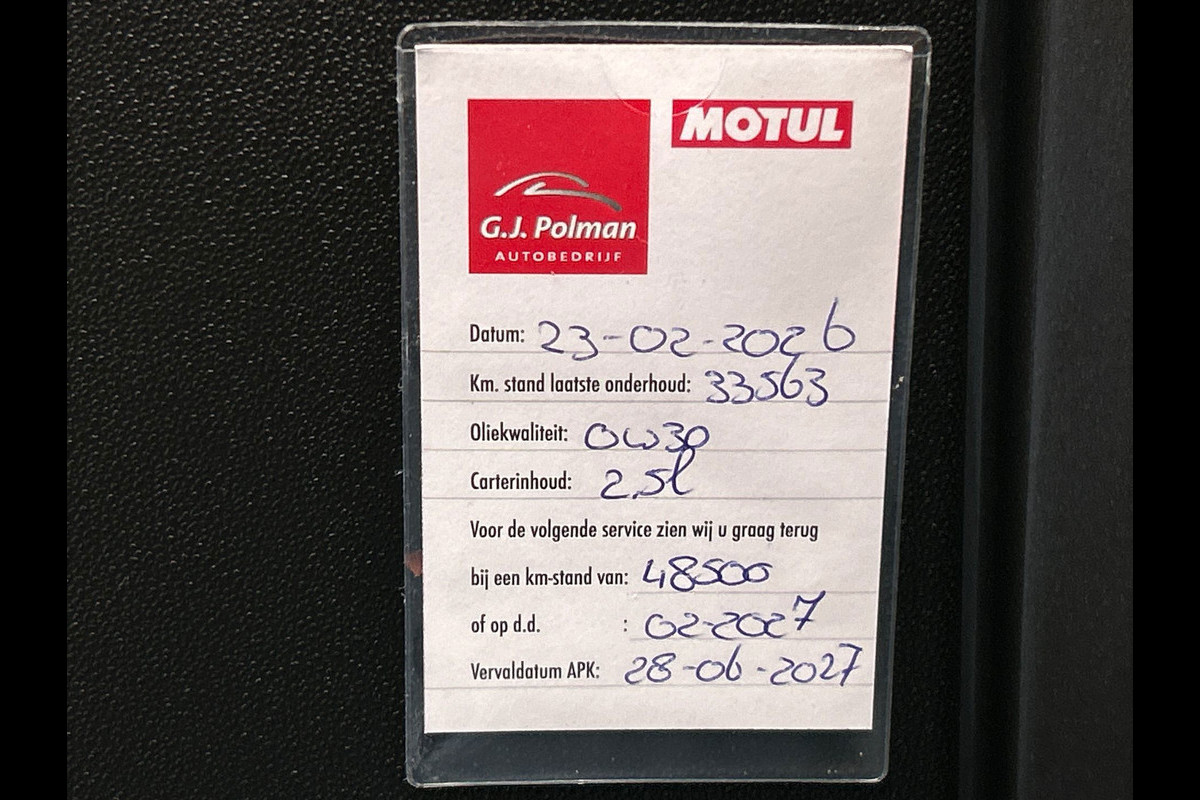 MOTUL
G.J. Polman
AUTOBEDRIJF
Datum: 23-02-2026
Km. stand laatste onderhoud: 33563
Oliekwaliteit: 0W30
Carterinhoud: 2,5l
Voor de volgende service zien wij u graag terug
bij een km-stand van: 48500
of op d.d. : 02-2027
Vervaldatum APK: 28-06-2027